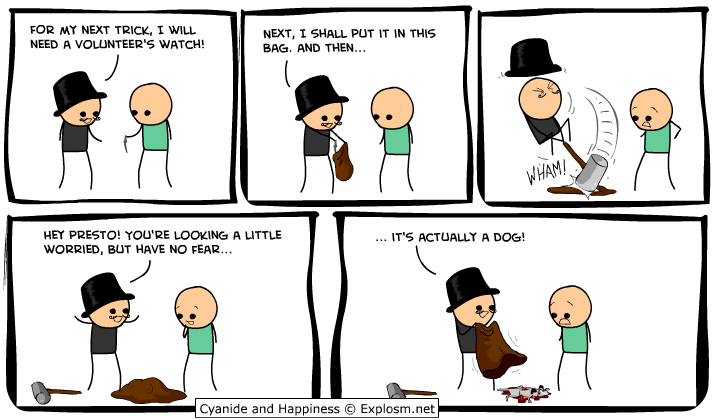 FOR MY NEXT TRICK, I WILL
NEED A VOLUNTEER'S WATCH!
NEXT, I SHALL PUT IT IN THIS
BAG. AND THEN...
WHAM!
HEY PRESTO! YOU'RE LOOKING A LITTLE
WORRIED, BUT HAVE NO FEAR...
... IT'S ACTUALLY A DOG!
Cyanide and Happiness © Explosm.net